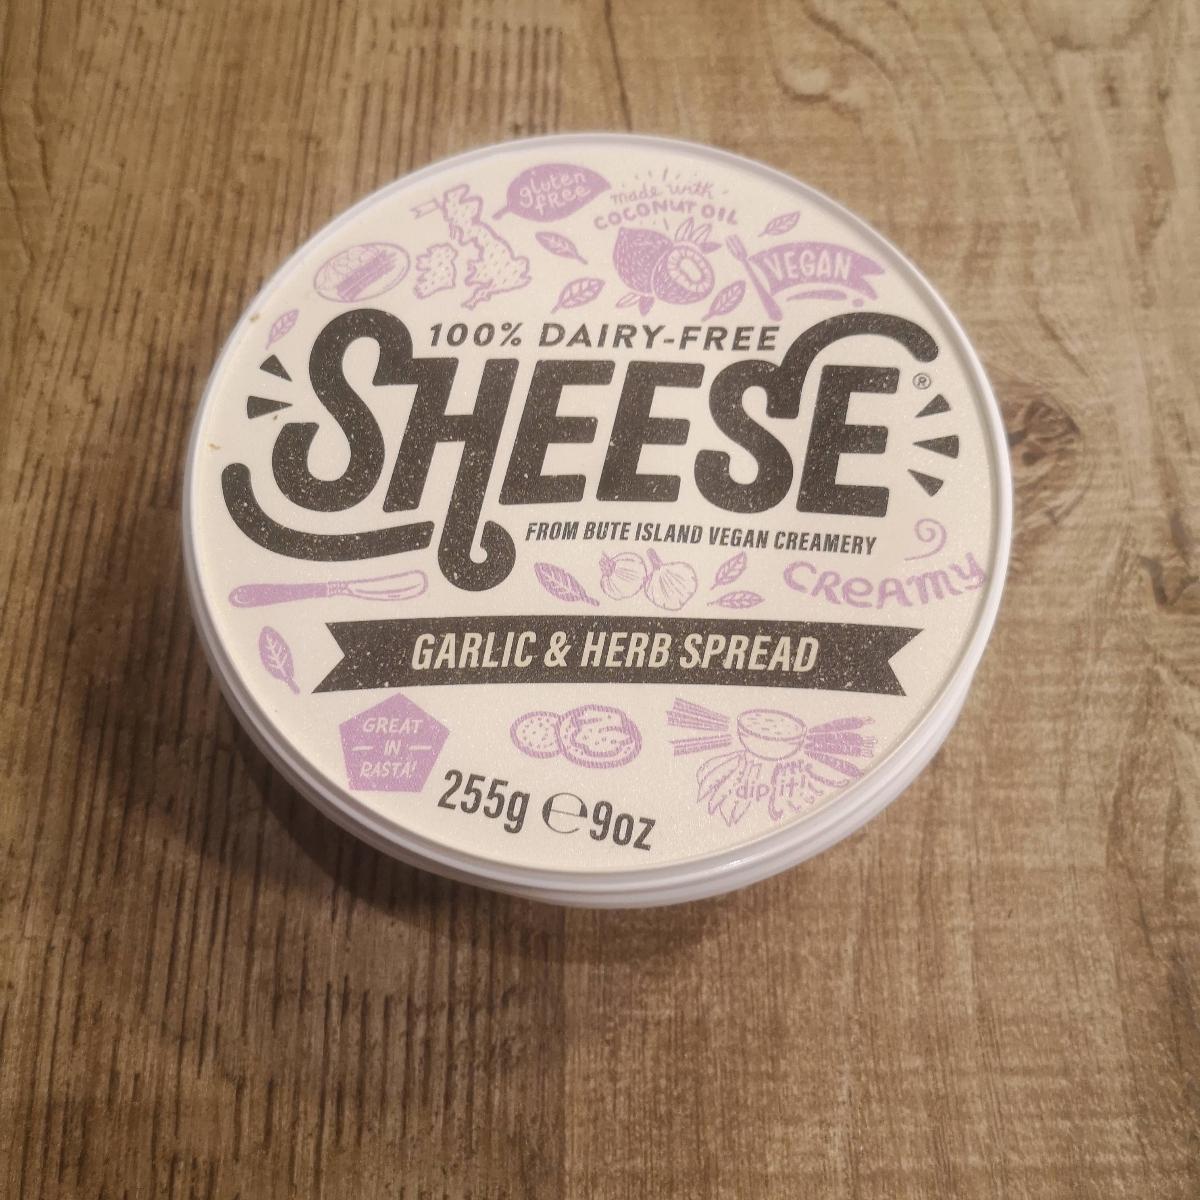 gluten
free
made with
COCONUT OIL
VEGAN
100% DAIRY-FREE
SHEESE®
FROM BUTE ISLAND VEGAN CREAMERY
CREAMY
GARLIC & HERB SPREAD
GREAT
IN
PASTA!
dip it!
255g ℮ 9oz